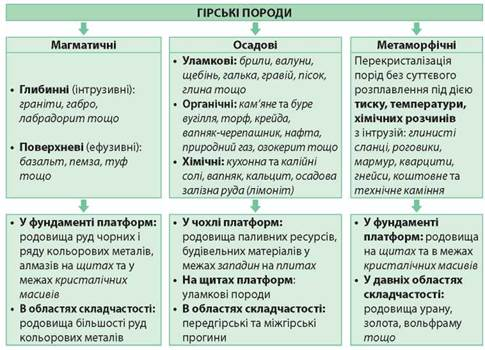 ГІРСЬКІ ПОРОДИ
Магматичні
• Глибинні (інтрузивні):
граніти, габро,
лабрадорит тощо
• Поверхневі (ефузивні):
базальт, пемза, туф
тощо
• У фундаменті платформ:
родовища руд чорних і
ряду кольорових металів,
алмазів на щитах та у
межах кристалічних
масивів
• В областях складчастості:
родовища більшості руд
кольорових металів
Осадові
• Уламкові: брили, валуни,
щебінь, галька, гравій, пісок,
глина тощо
• Органічні: кам’яне та буре
вугілля, торф, крейда,
вапняк-черепашник, нафта,
природний газ, озокерит тощо
• Хімічні: кухонна та калійні
солі, вапняк, кальцит, осадова
залізна руда (лімоніт)
• У чохлі платформ:
родовища паливних ресурсів,
будівельних матеріалів у
межах западин на плитах
• На щитах платформ:
уламкові породи
• В областях складчастості:
передгірські та міжгірські
прогини
Метаморфічні
Перекристалізація
порід без суттєвого
розплавлення під дією
тиску, температури,
хімічних розчинів
з інтрузій: глинисті
сланці, роговики,
мармур, кварцити,
гнейси, коштовне та
технічне каміння
• У фундаменті
платформ: родовища
на щитах та в межах
кристалічних масивів
• У давніх областях
складчастості:
родовища урану,
золота, вольфраму
тощо